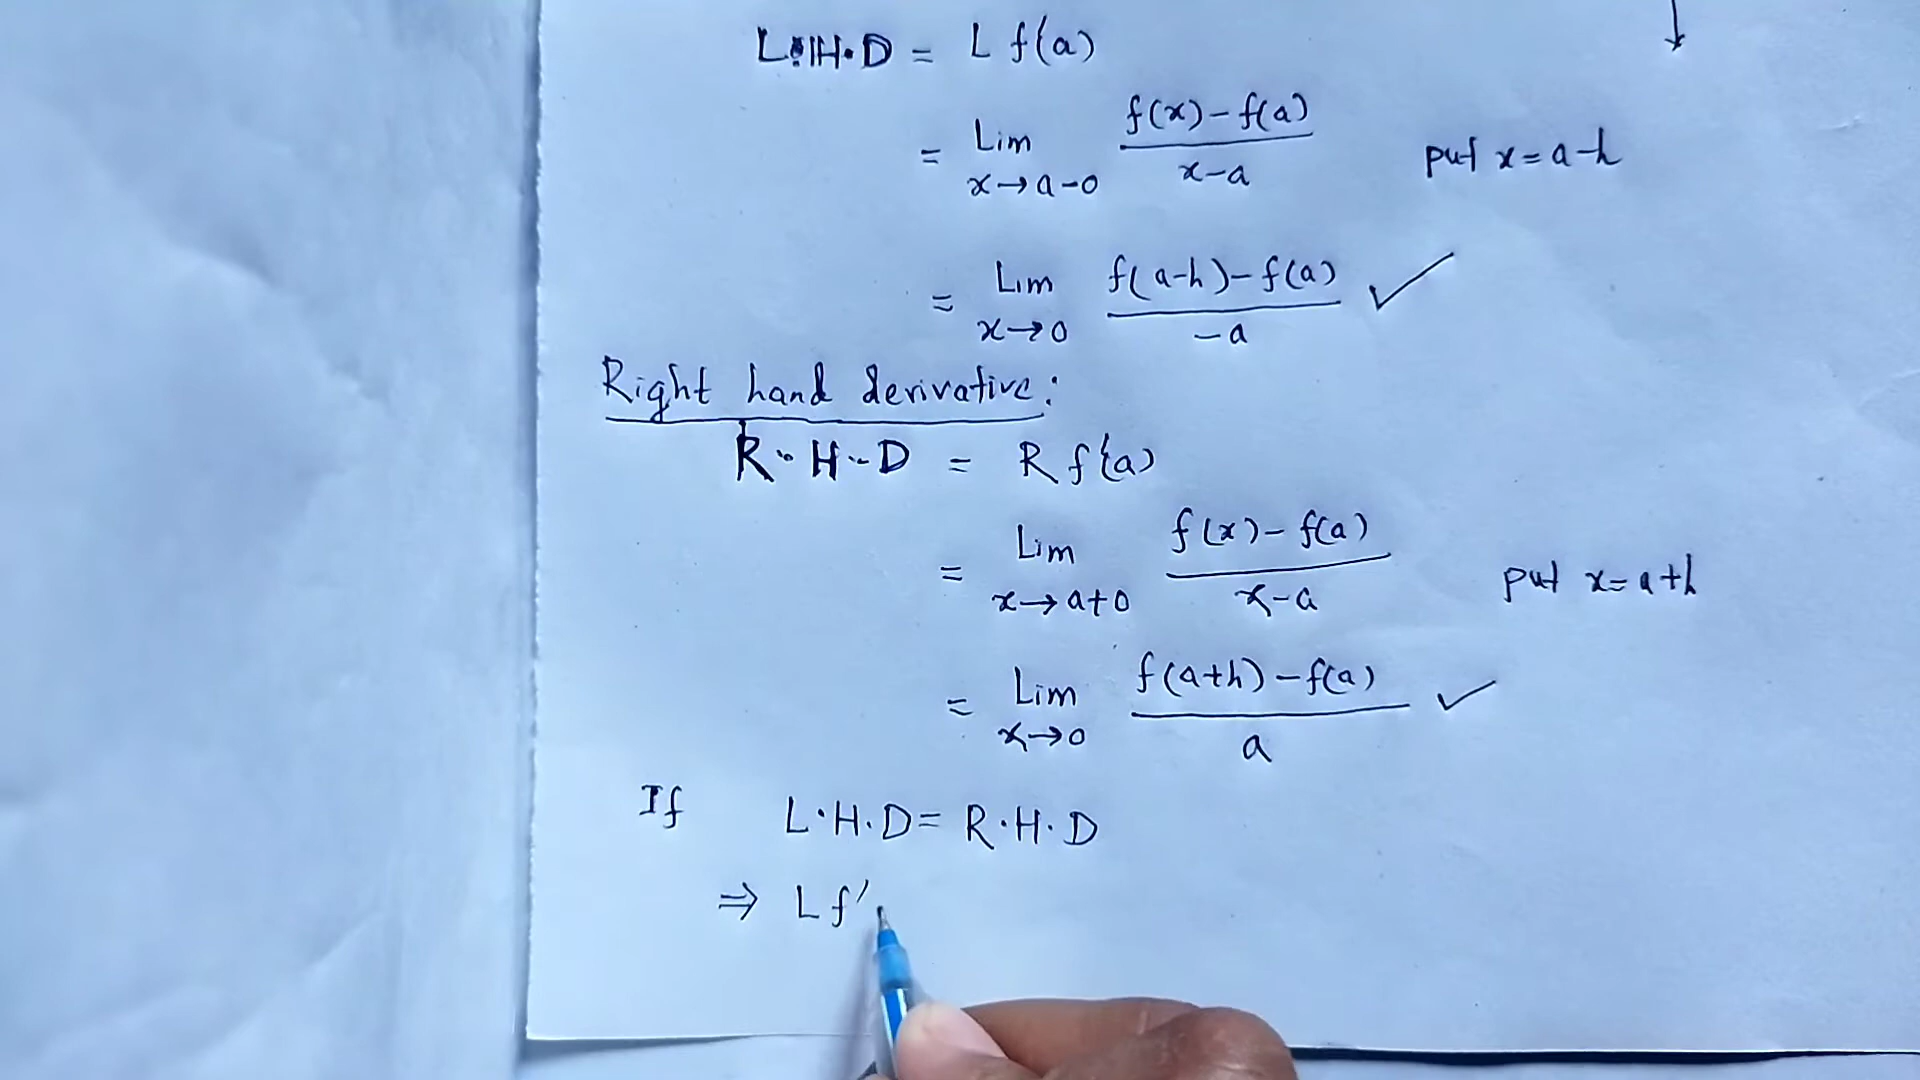 L.H.D = L f'(a)
= Lim x→a-0 f(x)-f(a) / x-a put x=a-h
= Lim x→0 f(a-h)-f(a) / -a ✓
Right hand derivative:
R.H.D = R f'(a)
= Lim x→a+0 f(x)-f(a) / x-a put x=a+h
= Lim x→0 f(a+h)-f(a) / a ✓
If L.H.D = R.H.D
⇒ L f'